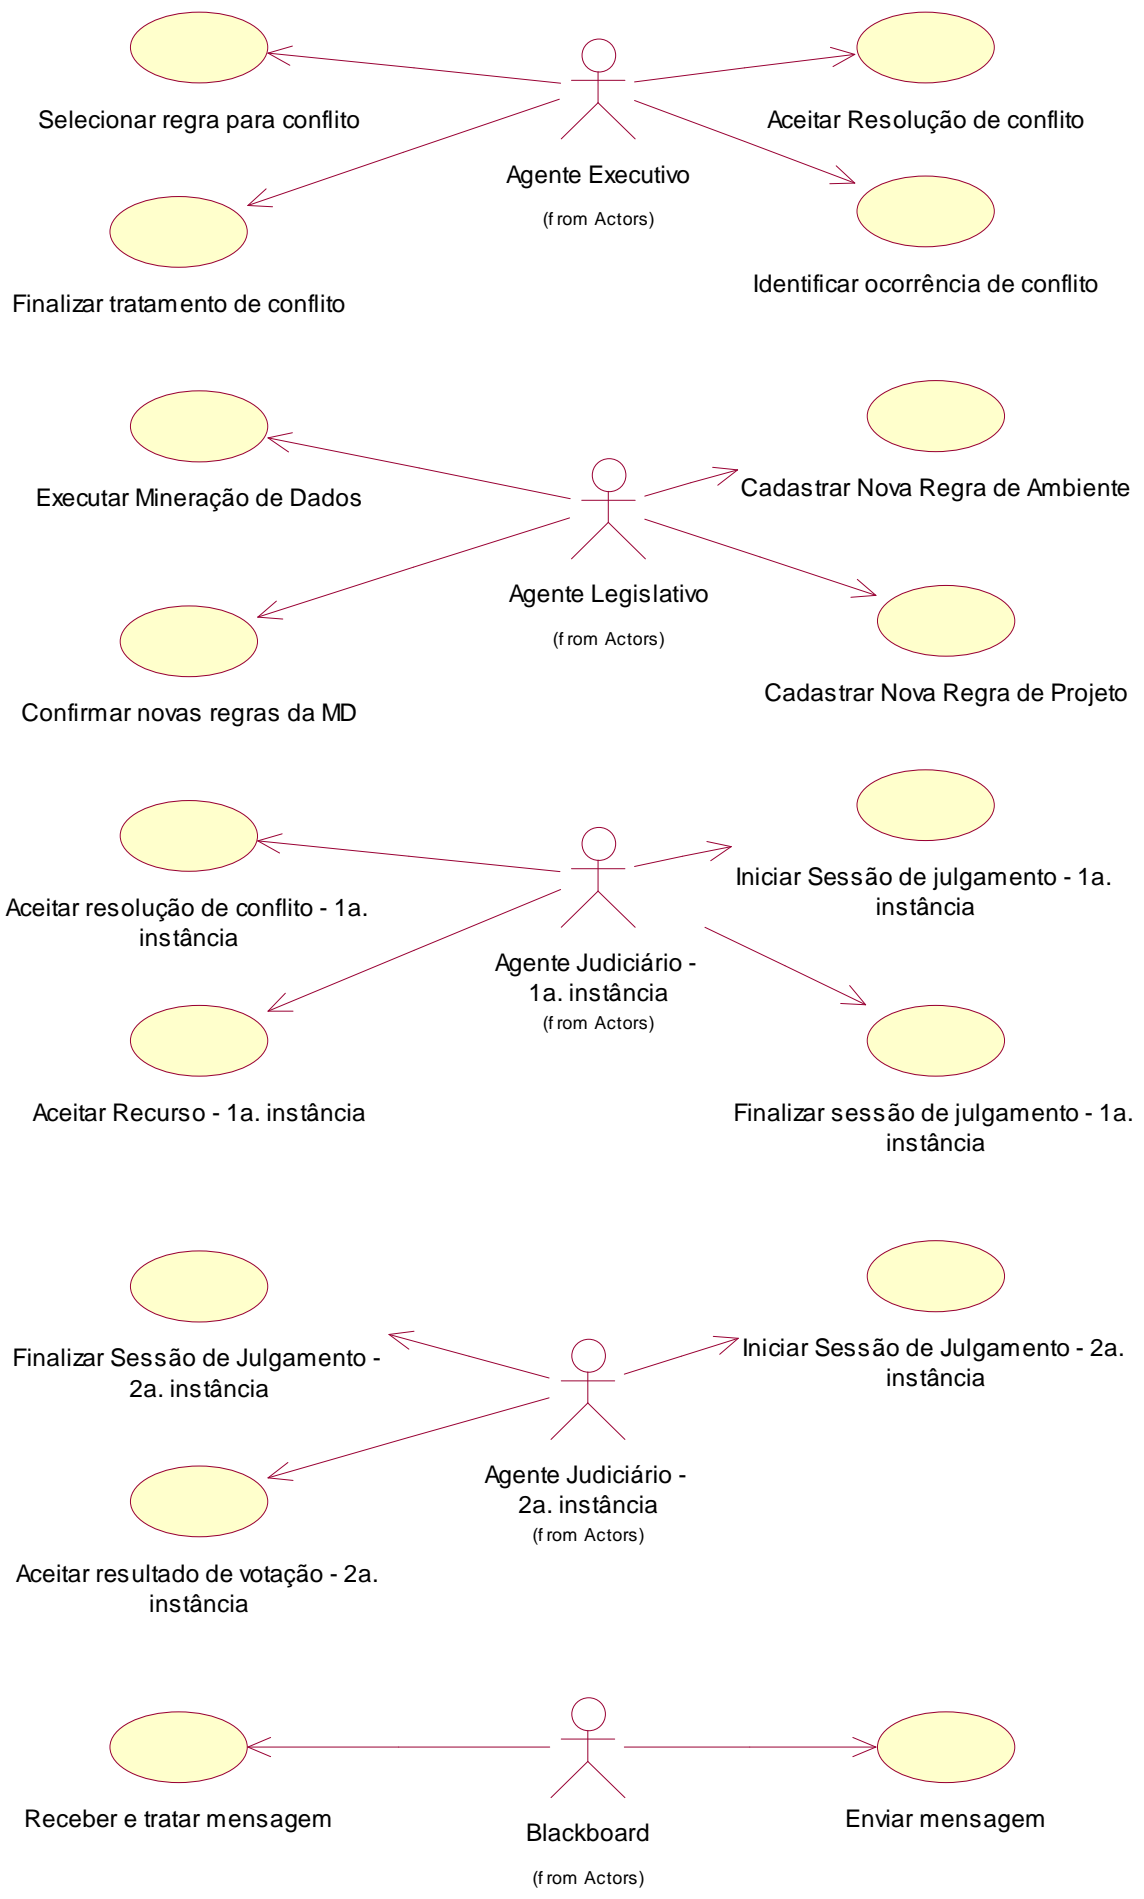 Selecionar regra para conflito
Aceitar Resolução de conflito
Agente Executivo
(from Actors)
Finalizar tratamento de conflito
Identificar ocorrência de conflito
Executar Mineração de Dados
Cadastrar Nova Regra de Ambiente
Agente Legislativo
(from Actors)
Confirmar novas regras da MD
Cadastrar Nova Regra de Projeto
Aceitar resolução de conflito - 1a.
instância
Iniciar Sessão de julgamento - 1a.
instância
Agente Judiciário -
1a. instância
(from Actors)
Aceitar Recurso - 1a. instância
Finalizar sessão de julgamento - 1a.
instância
Finalizar Sessão de Julgamento -
2a. instância
Iniciar Sessão de Julgamento - 2a.
instância
Agente Judiciário -
2a. instância
(from Actors)
Aceitar resultado de votação - 2a.
instância
Receber e tratar mensagem
Blackboard
(from Actors)
Enviar mensagem